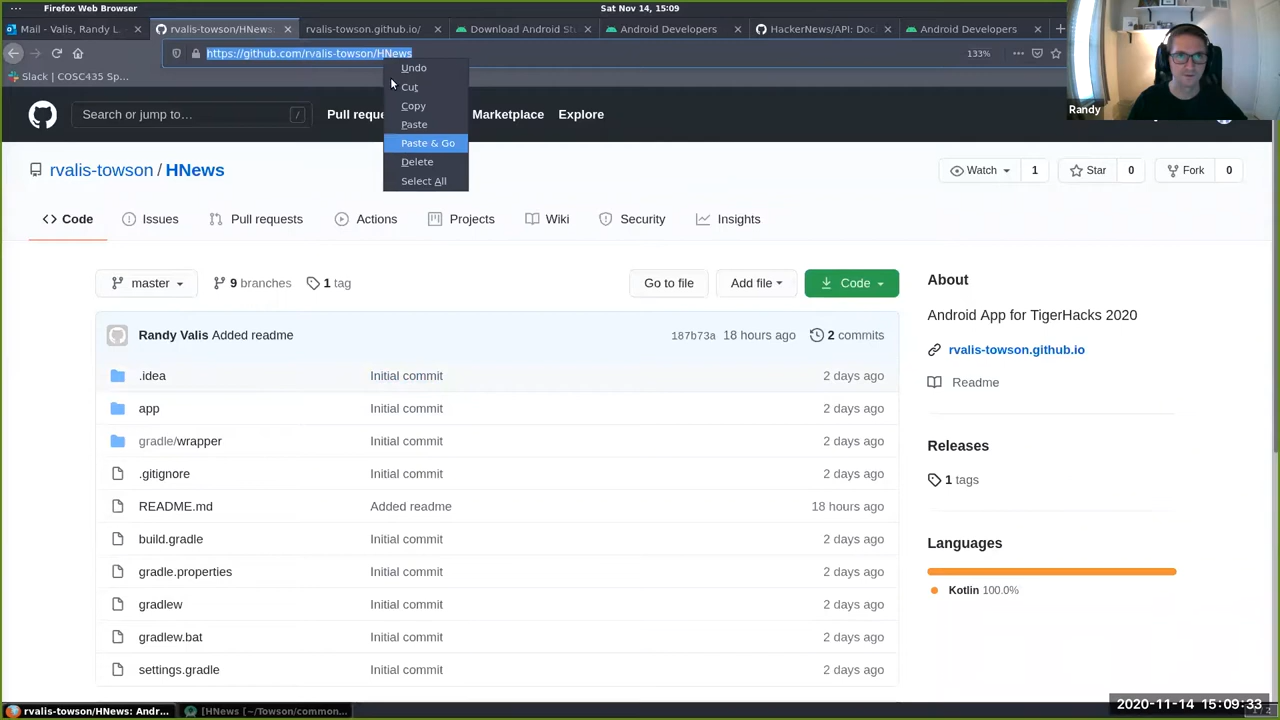 Firefox Web Browser
Sat Nov 14, 15:09
Mail - Valis, Randy L
rvalis-towson/HNews:
rvalis-towson.github.io/
Download Android St
Android Developers
HackerNews/API: Doc
Android Developers
https://github.com/rvalis-towson/HNews
133%
Slack | COSC435 Sp...
Undo
Cut
Copy
Paste
Paste & Go
Delete
Select All
Randy
Search or jump to...
/
Pull reque
Marketplace
Explore
rvalis-towson / HNews
Watch
1
Star
0
Fork
0
Code
Issues
Pull requests
Actions
Projects
Wiki
Security
Insights
master
9 branches
1 tag
Go to file
Add file
Code
Randy Valis Added readme
187b73a 18 hours ago
2 commits
.idea Initial commit 2 days ago
app Initial commit 2 days ago
gradle/wrapper Initial commit 2 days ago
.gitignore Initial commit 2 days ago
README.md Added readme 18 hours ago
build.gradle Initial commit 2 days ago
gradle.properties Initial commit 2 days ago
gradlew Initial commit 2 days ago
gradlew.bat Initial commit 2 days ago
settings.gradle Initial commit 2 days ago
About
Android App for TigerHacks 2020
rvalis-towson.github.io
Readme
Releases
1 tags
Languages
Kotlin 100.0%
rvalis-towson/HNews: Andr...
[HNews [~/Towson/common...
2020-11-14 15:09:33